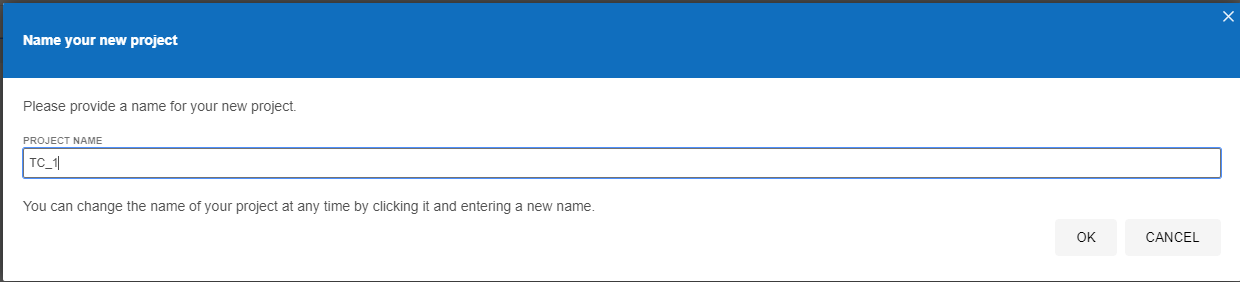 Name your new project
Please provide a name for your new project.
PROJECT NAME
TC_1
You can change the name of your project at any time by clicking it and entering a new name.
OK CANCEL